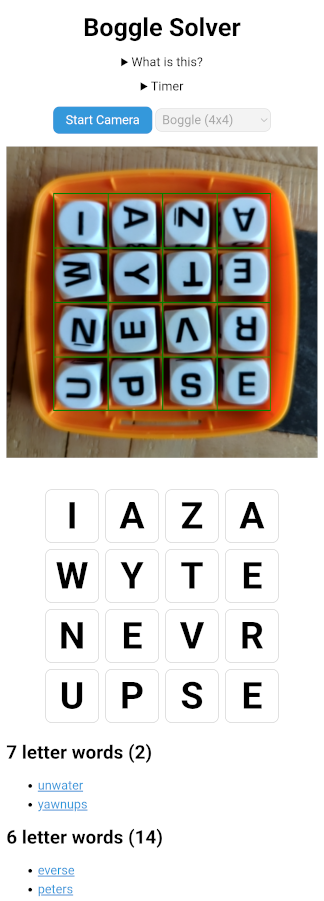 Boggle Solver
▶ What is this?
▶ Timer
Start Camera Boggle (4x4)
I A Z A
W Y T E
N E V R
U P S E
I A Z A
W Y T E
N E V R
U P S E
7 letter words (2)
• unwater
• yawnups
6 letter words (14)
• everse
• peters